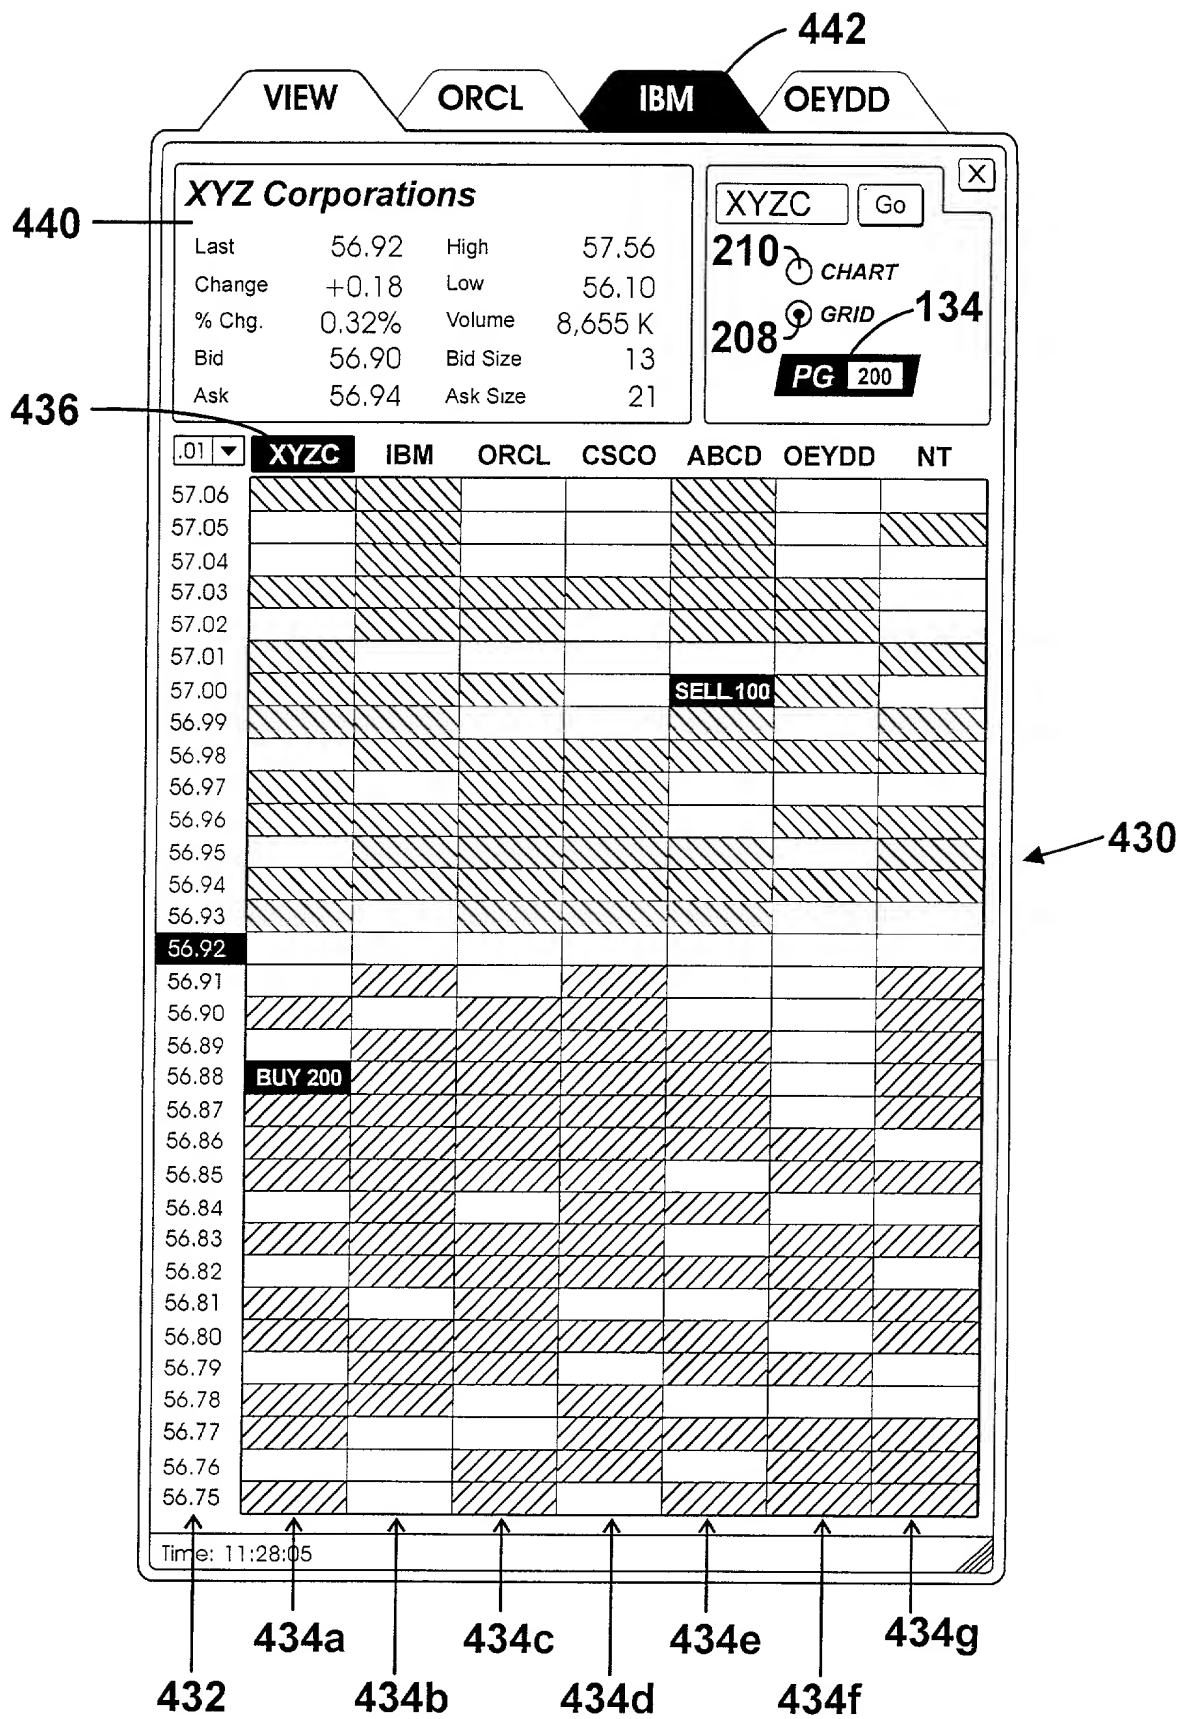 442
VIEW ORCL IBM OEYDD
X
XYZ Corporations
XYZC Go
440
Last 56.92 High 57.56
210
CHART
Change +0.18 Low 56.10
% Chg. 0.32% Volume 8,655 K
GRID 134
208
Bid 56.90 Bid Size 13
PG 200
Ask 56.94 Ask Size 21
436
.01 XYZC IBM ORCL CSCO ABCD OEYDD NT
57.06
57.05
57.04
57.03
57.02
57.01
57.00 SELL 100
56.99
56.98
56.97
56.96
430
56.95
56.94
56.93
56.92
56.91
56.90
56.89
56.88 BUY 200
56.87
56.86
56.85
56.84
56.83
56.82
56.81
56.80
56.79
56.78
56.77
56.76
56.75
Time: 11:28:05
434a 434c 434e 434g
432 434b 434d 434f